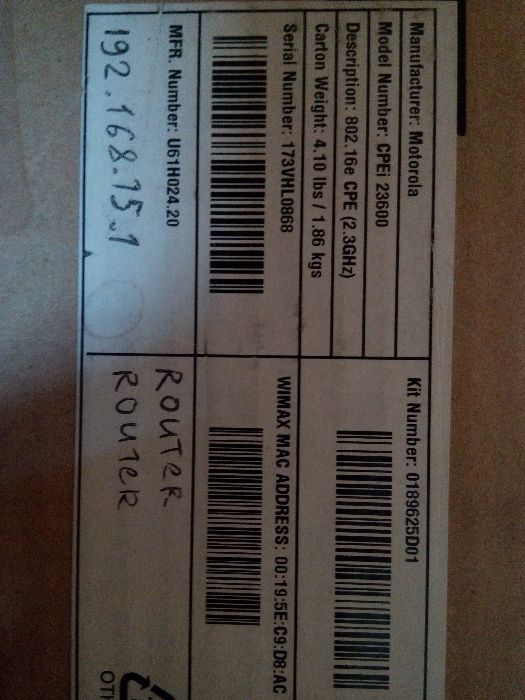 Manufacturer: Motorola
Model Number: CPEi 23600
Description: 802.16e CPE (2.3GHz)
Carton Weight: 4.10 lbs / 1.86 kgs
Serial Number: 173VHL0868
MFR. Number: U61H024.20
192.168.15.1
Kit Number: 0189625D01
WIMAX MAC ADDRESS: 00:19:5E:C9:D8:AC
ROUTER
ROUTER